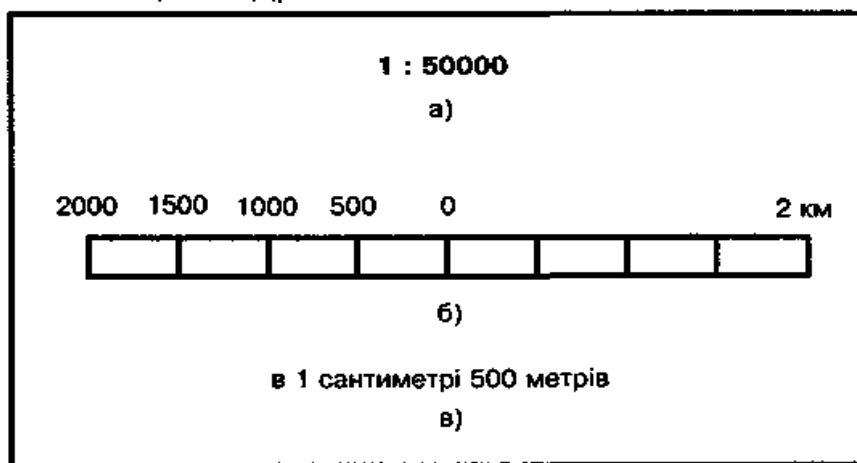 1 : 50000
а)
2000 1500 1000 500 0 2 км
б)
в 1 сантиметрі 500 метрів
в)